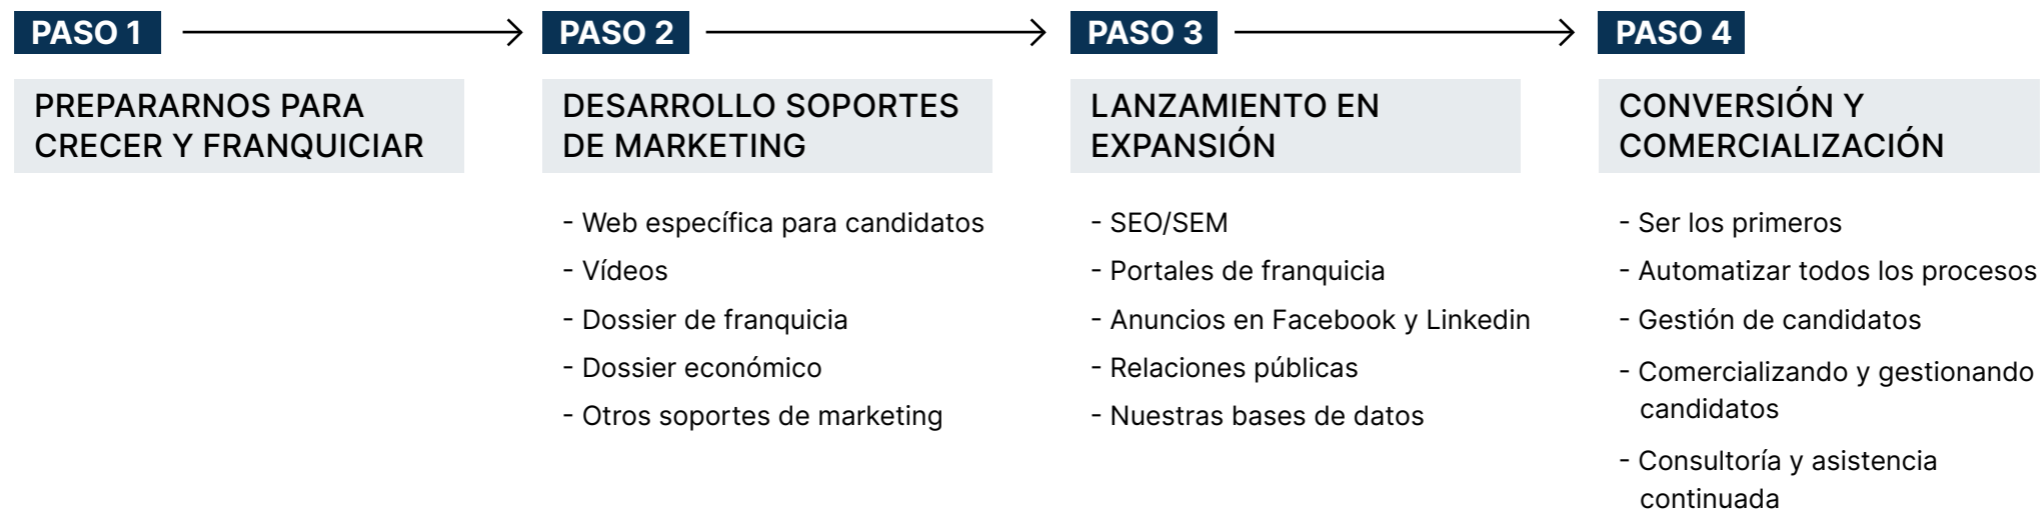 PASO 1
PREPARARNOS PARA
CRECER Y FRANQUICIAR
PASO 2
DESARROLLO SOPORTES
DE MARKETING
- Web específica para candidatos
- Vídeos
- Dossier de franquicia
- Dossier económico
- Otros soportes de marketing
PASO 3
LANZAMIENTO EN
EXPANSIÓN
- SEO/SEM
- Portales de franquicia
- Anuncios en Facebook y Linkedin
- Relaciones públicas
- Nuestras bases de datos
PASO 4
CONVERSIÓN Y
COMERCIALIZACIÓN
- Ser los primeros
- Automatizar todos los procesos
- Gestión de candidatos
- Comercializando y gestionando
candidatos
- Consultoría y asistencia
continuada